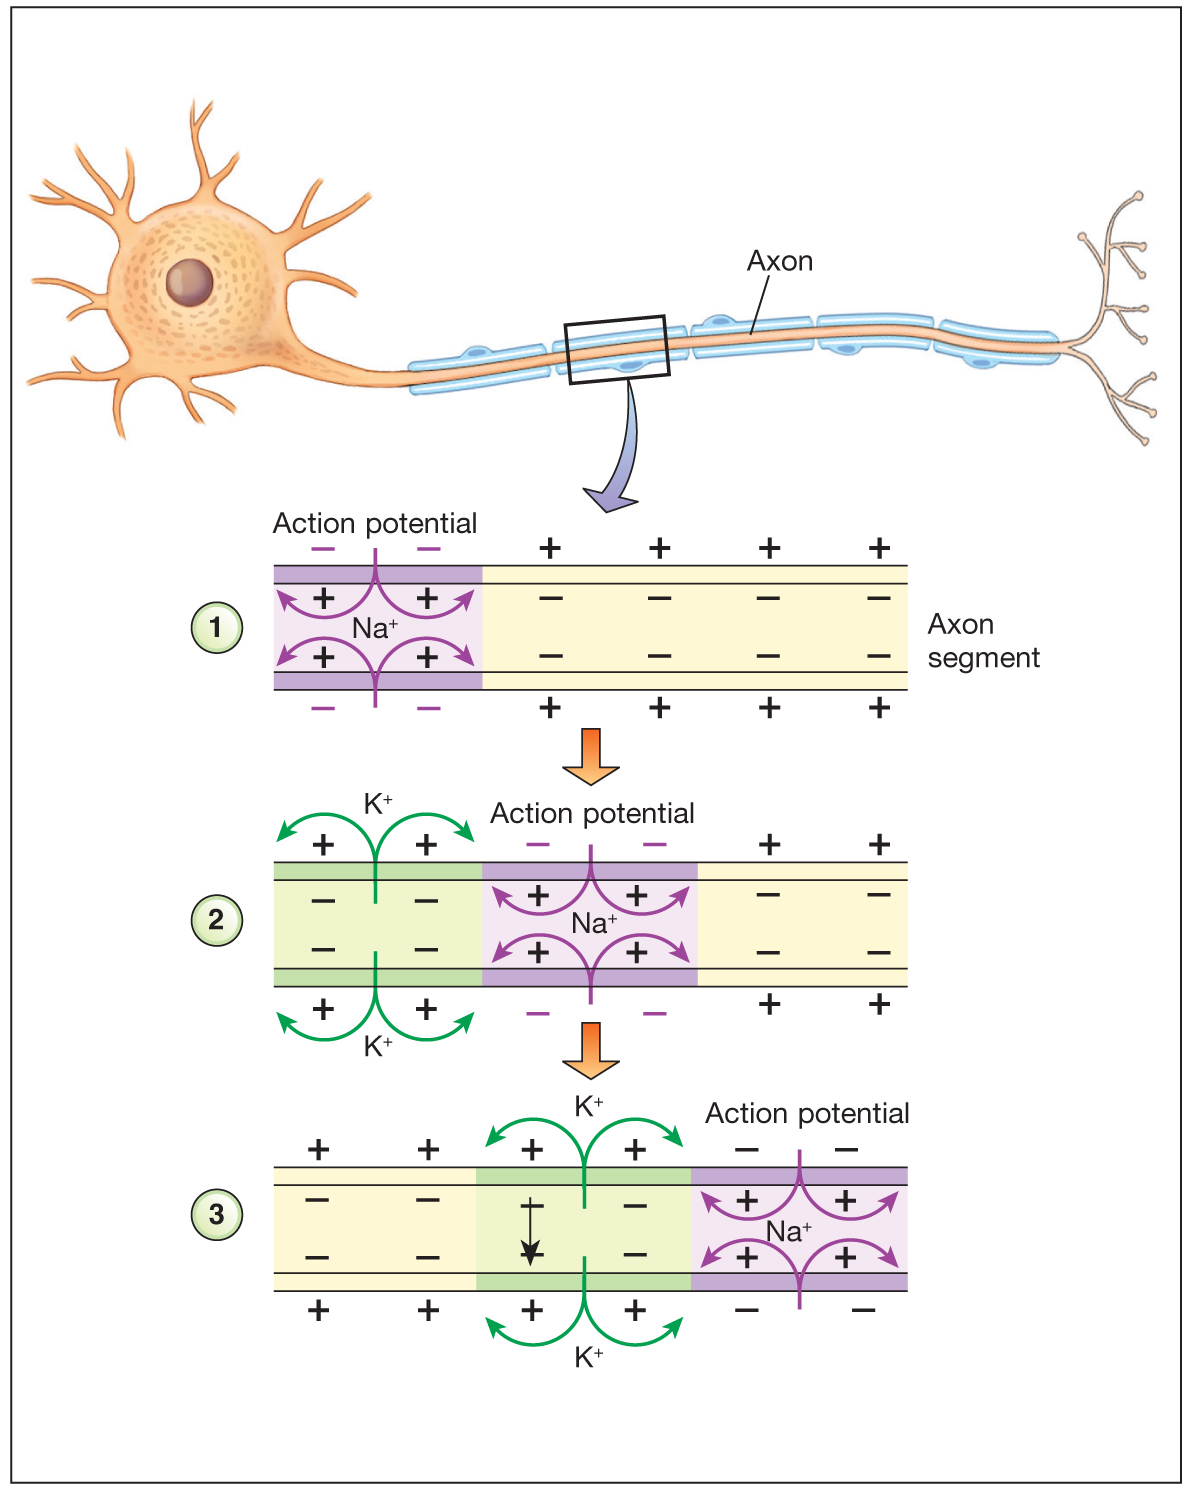 Axon
Action potential
− − + + + +
+ + − − − −
1
Na⁺
Axon
segment
+ + − − − −
− − + + + +
K⁺
Action potential
+ + − − + +
− − + + − −
2
Na⁺
− − + + − −
+ + − − + +
K⁺
K⁺
Action potential
+ + + + − −
− − − − + +
3
Na⁺
− − − − + +
+ + + + − −
K⁺